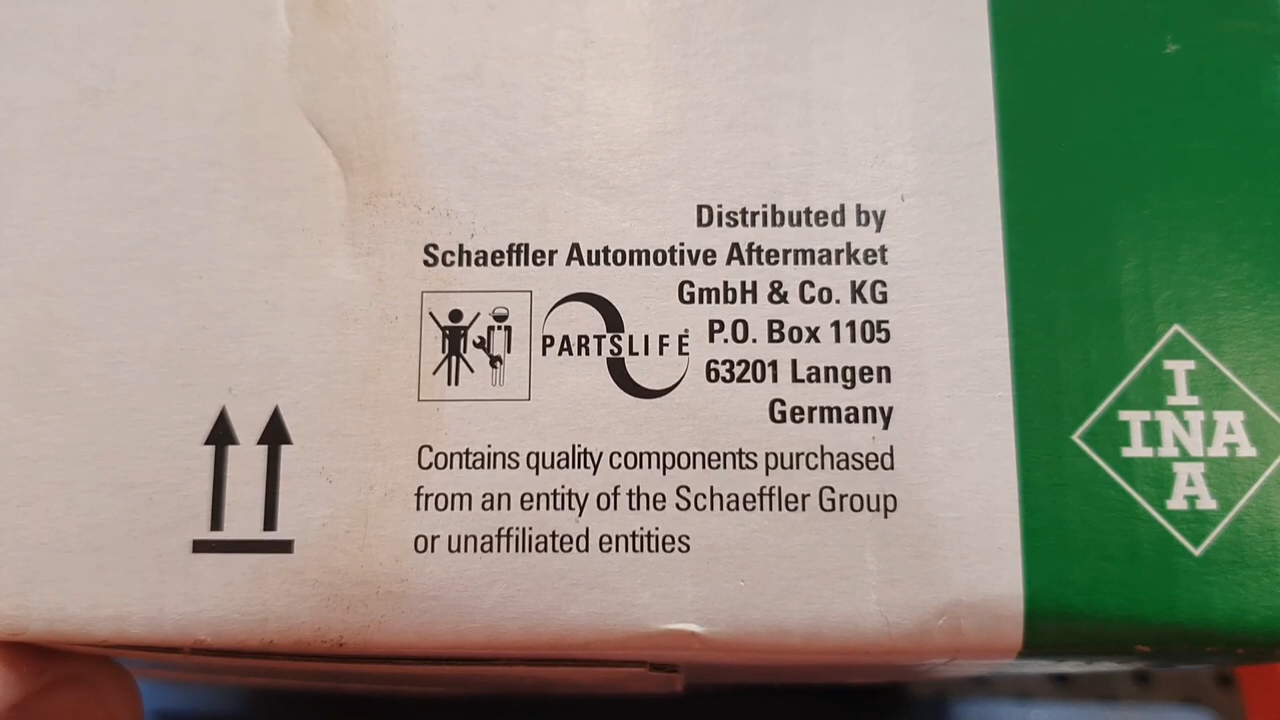 Distributed by
Schaeffler Automotive Aftermarket
GmbH & Co. KG
PARTSLIFE®
P.O. Box 1105
63201 Langen
Germany
Contains quality components purchased
from an entity of the Schaeffler Group
or unaffiliated entities
I
INA
A